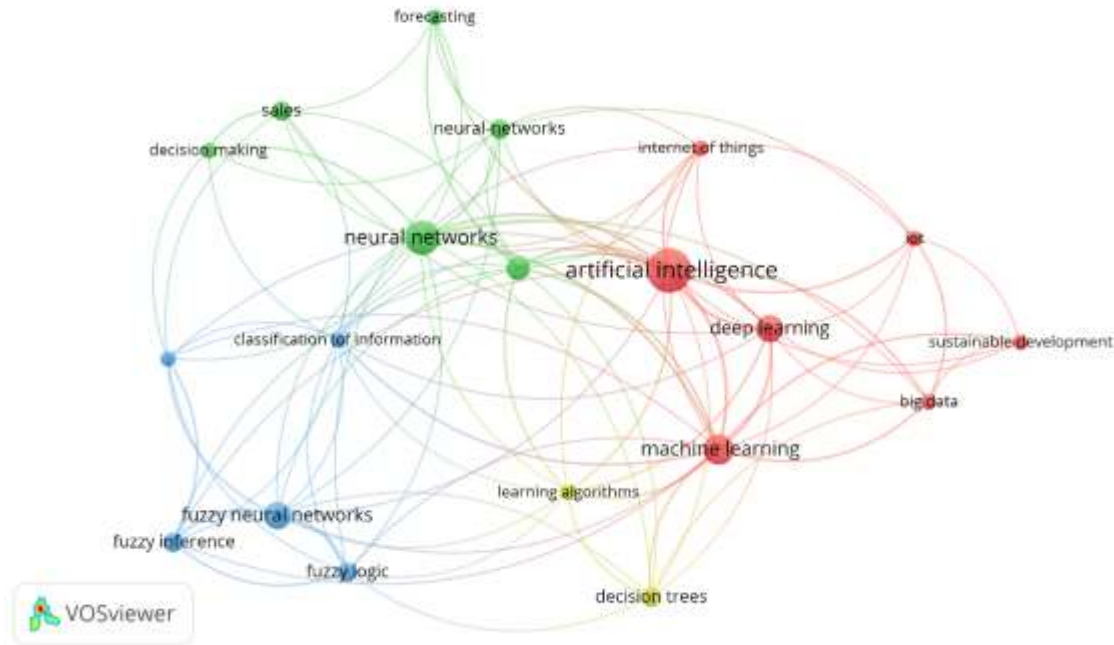 forecasting
sales
neural-networks
decision making
internet of things
neural networks
iot
artificial intelligence
deep learning
classification (of information)
sustainable development
big data
machine learning
learning algorithms
fuzzy neural networks
fuzzy inference
fuzzy logic
decision trees
VOSviewer